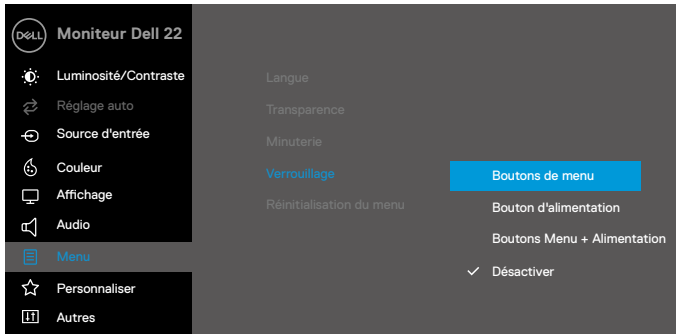 DELL Moniteur Dell 22
Luminosité/Contraste
Réglage auto
Source d'entrée
Couleur
Affichage
Audio
Menu
Personnaliser
Autres
Langue
Transparence
Minuterie
Verrouillage
Réinitialisation du menu
Boutons de menu
Bouton d'alimentation
Boutons Menu + Alimentation
Désactiver